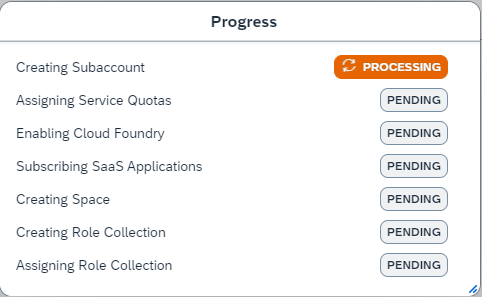 Progress
Creating Subaccount PROCESSING
Assigning Service Quotas PENDING
Enabling Cloud Foundry PENDING
Subscribing SaaS Applications PENDING
Creating Space PENDING
Creating Role Collection PENDING
Assigning Role Collection PENDING